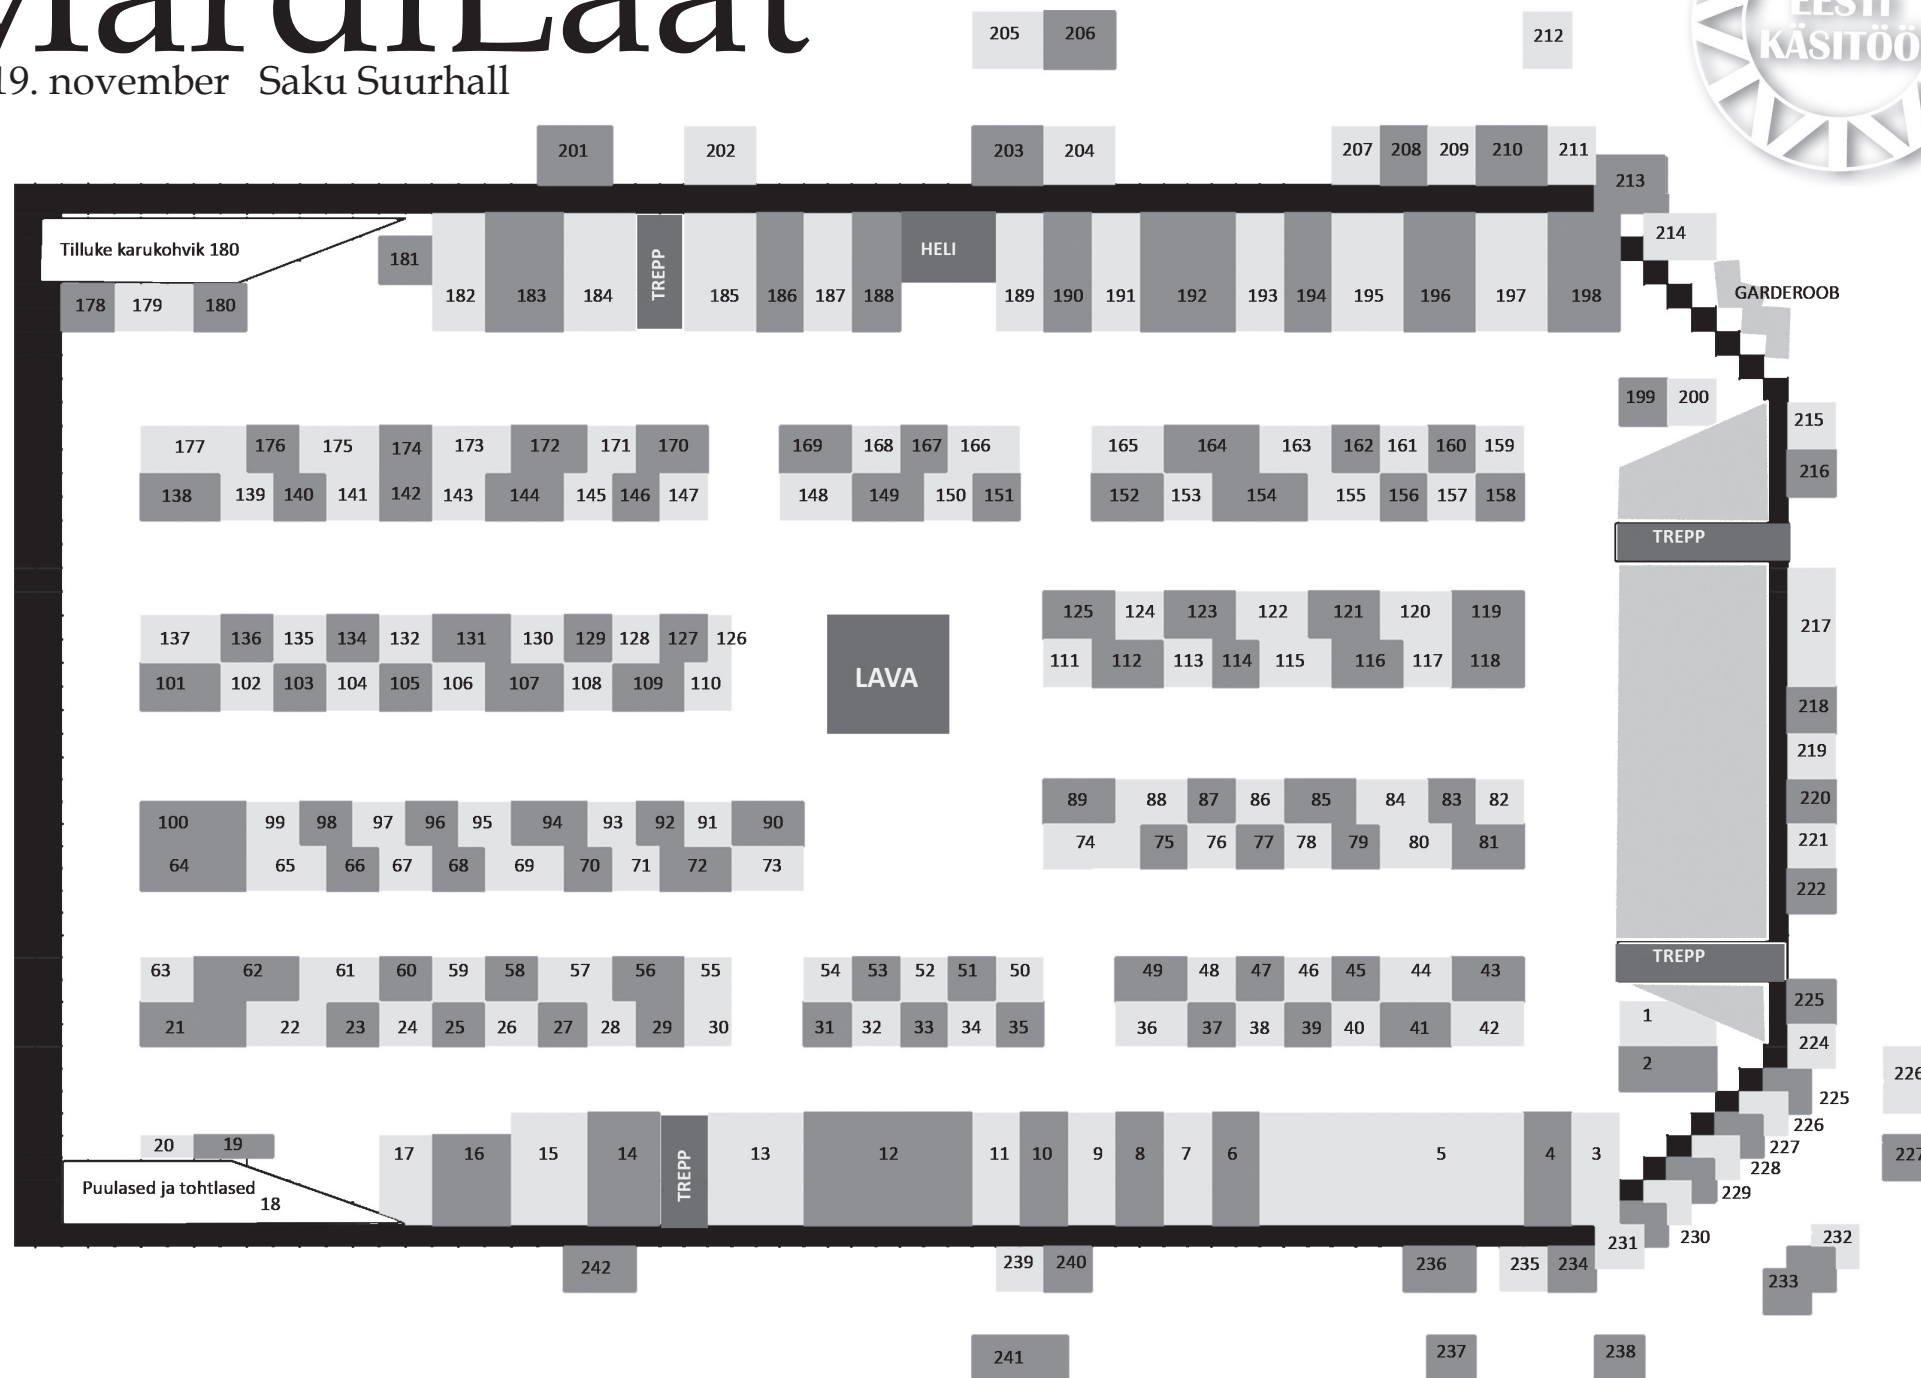 MardiLaat
19. november Saku Suurhall
EESTI
KÄSITÖÖ
205 206 212
201 202 203 204 207 208 209 210 211
213
Tilluke karukohvik 180
181
HELI
214
178 179 180
182 183 184 TREPP 185 186 187 188 189 190 191 192 193 194 195 196 197 198
GARDEROOB
199 200
215
177 176 175 174 173 172 171 170 169 168 167 166 165 164 163 162 161 160 159
216
138 139 140 141 142 143 144 145 146 147 148 149 150 151 152 153 154 155 156 157 158
TREPP
125 124 123 122 121 120 119
217
137 136 135 134 132 131 130 129 128 127 126
111 112 113 114 115 116 117 118
101 102 103 104 105 106 107 108 109 110
LAVA
218
219
89 88 87 86 85 84 83 82
220
100 99 98 97 96 95 94 93 92 91 90
74 75 76 77 78 79 80 81
221
64 65 66 67 68 69 70 71 72 73
222
TREPP
63 62 61 60 59 58 57 56 55 54 53 52 51 50 49 48 47 46 45 44 43
225
1
21 22 23 24 25 26 27 28 29 30 31 32 33 34 35 36 37 38 39 40 41 42
224
2
226
225
226
20 19
227
17 16 15 14 TREPP 13 12 11 10 9 8 7 6 5 4 3
227
228
Puulased ja tohtlased
18
229
230
231
232
242 239 240 236 235 234
233
241 237 238